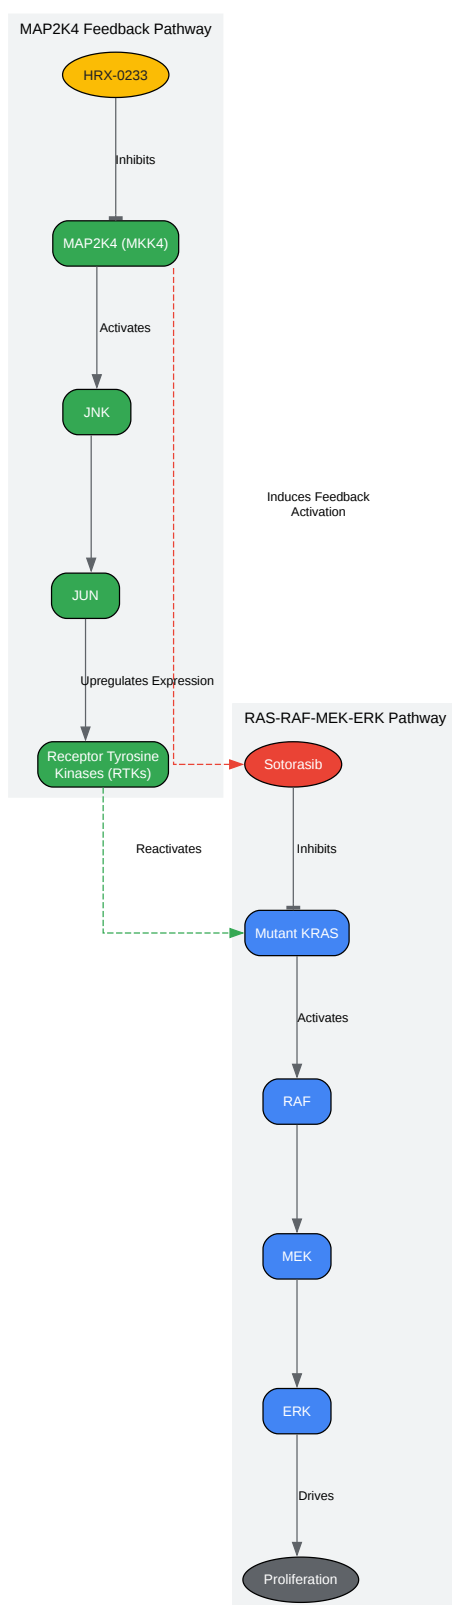 MAP2K4 Feedback Pathway
HRX-0233
Inhibits
MAP2K4 (MKK4)
Activates
JNK
Induces Feedback
Activation
JUN
Upregulates Expression
RAS-RAF-MEK-ERK Pathway
Receptor Tyrosine
Kinases (RTKs)
Sotorasib
Reactivates
Inhibits
Mutant KRAS
Activates
RAF
MEK
ERK
Drives
Proliferation